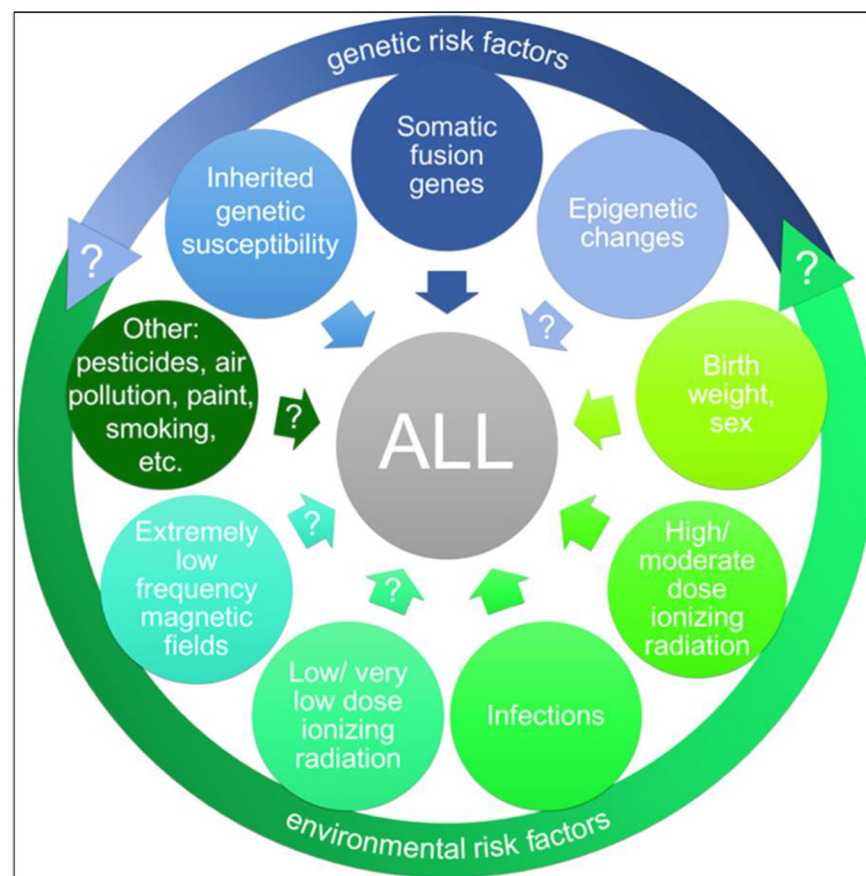 genetic risk factors
Somatic
fusion
genes
Inherited
genetic
susceptibility
Epigenetic
changes
?
?
?
Other:
pesticides, air
pollution, paint,
smoking,
etc.
?
ALL
Birth
weight,
sex
Extremely
low
frequency
magnetic
fields
?
High/
moderate
dose
ionizing
radiation
?
Low/ very
low dose
ionizing
radiation
Infections
environmental risk factors